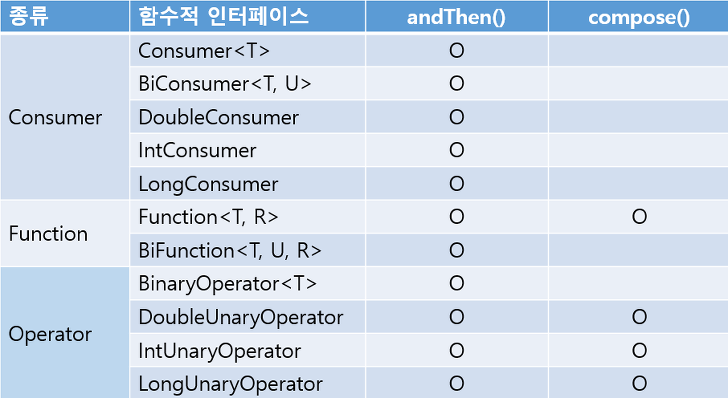 종류 함수적 인터페이스 andThen() compose()
Consumer
Consumer<T> O
BiConsumer<T, U> O
DoubleConsumer O
IntConsumer O
LongConsumer O
Function
Function<T, R> O O
BiFunction<T, U, R> O
Operator
BinaryOperator<T> O
DoubleUnaryOperator O O
IntUnaryOperator O O
LongUnaryOperator O O